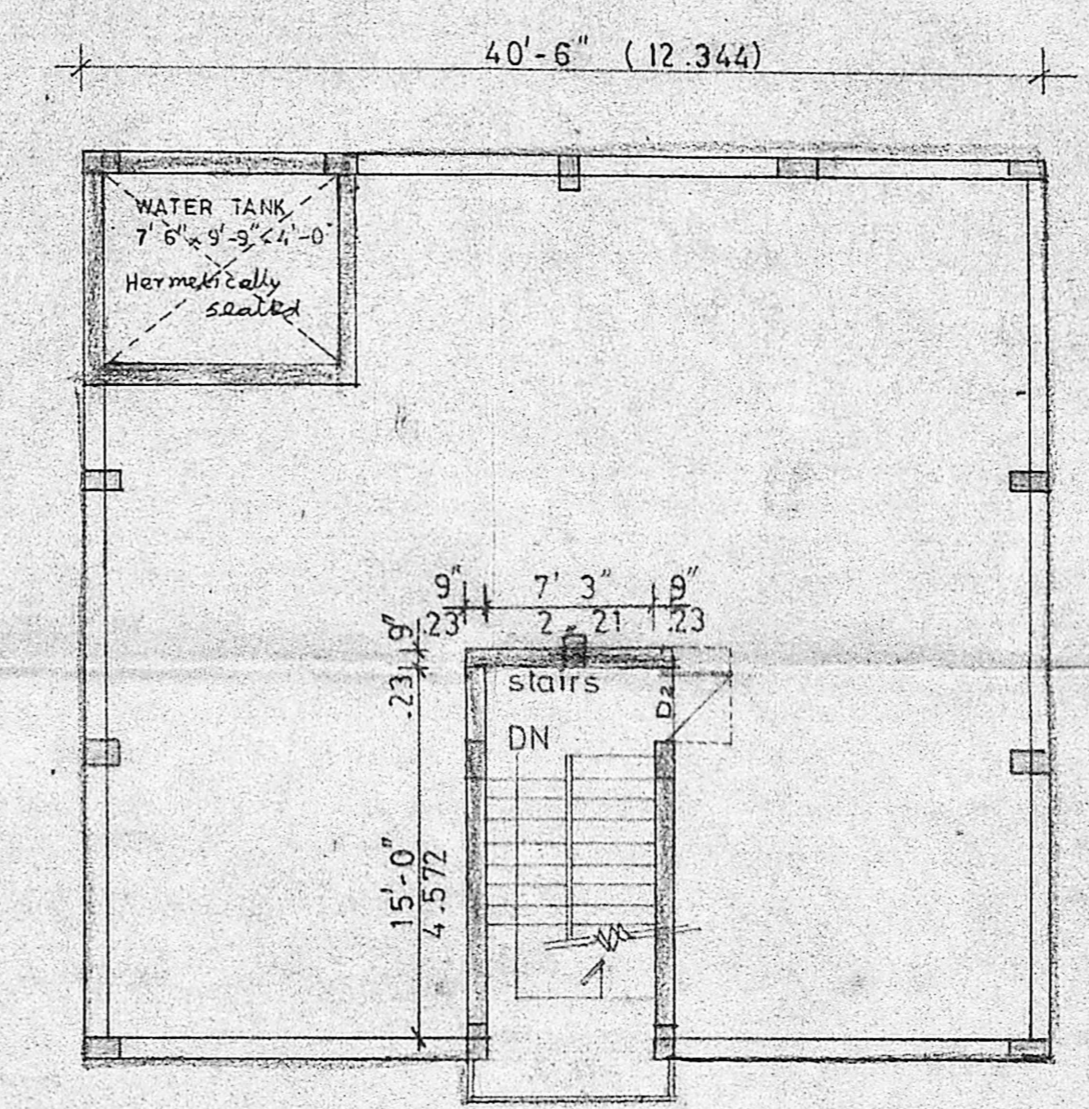 40'-6" (12.344)
WATER TANK
7' 6" x 9'-9" x 4'-0"
Hermetically
sealed
9" 7' 3" 9"
.23 2.21 .23
9"
.23
stairs
D2
DN
15'-0"
4.572